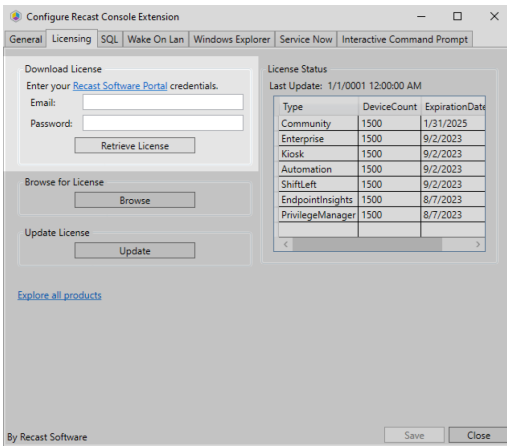 Configure Recast Console Extension
General Licensing SQL Wake On Lan Windows Explorer Service Now Interactive Command Prompt
Download License
Enter your Recast Software Portal credentials.
Email:
Password:
Retrieve License
Browse for License
Browse
Update License
Update
Explore all products
License Status
Last Update: 1/1/0001 12:00:00 AM
Type DeviceCount ExpirationDate
Community 1500 1/31/2025
Enterprise 1500 9/2/2023
Kiosk 1500 9/2/2023
Automation 1500 9/2/2023
ShiftLeft 1500 9/2/2023
EndpointInsights 1500 8/7/2023
PrivilegeManager 1500 8/7/2023
By Recast Software
Save Close